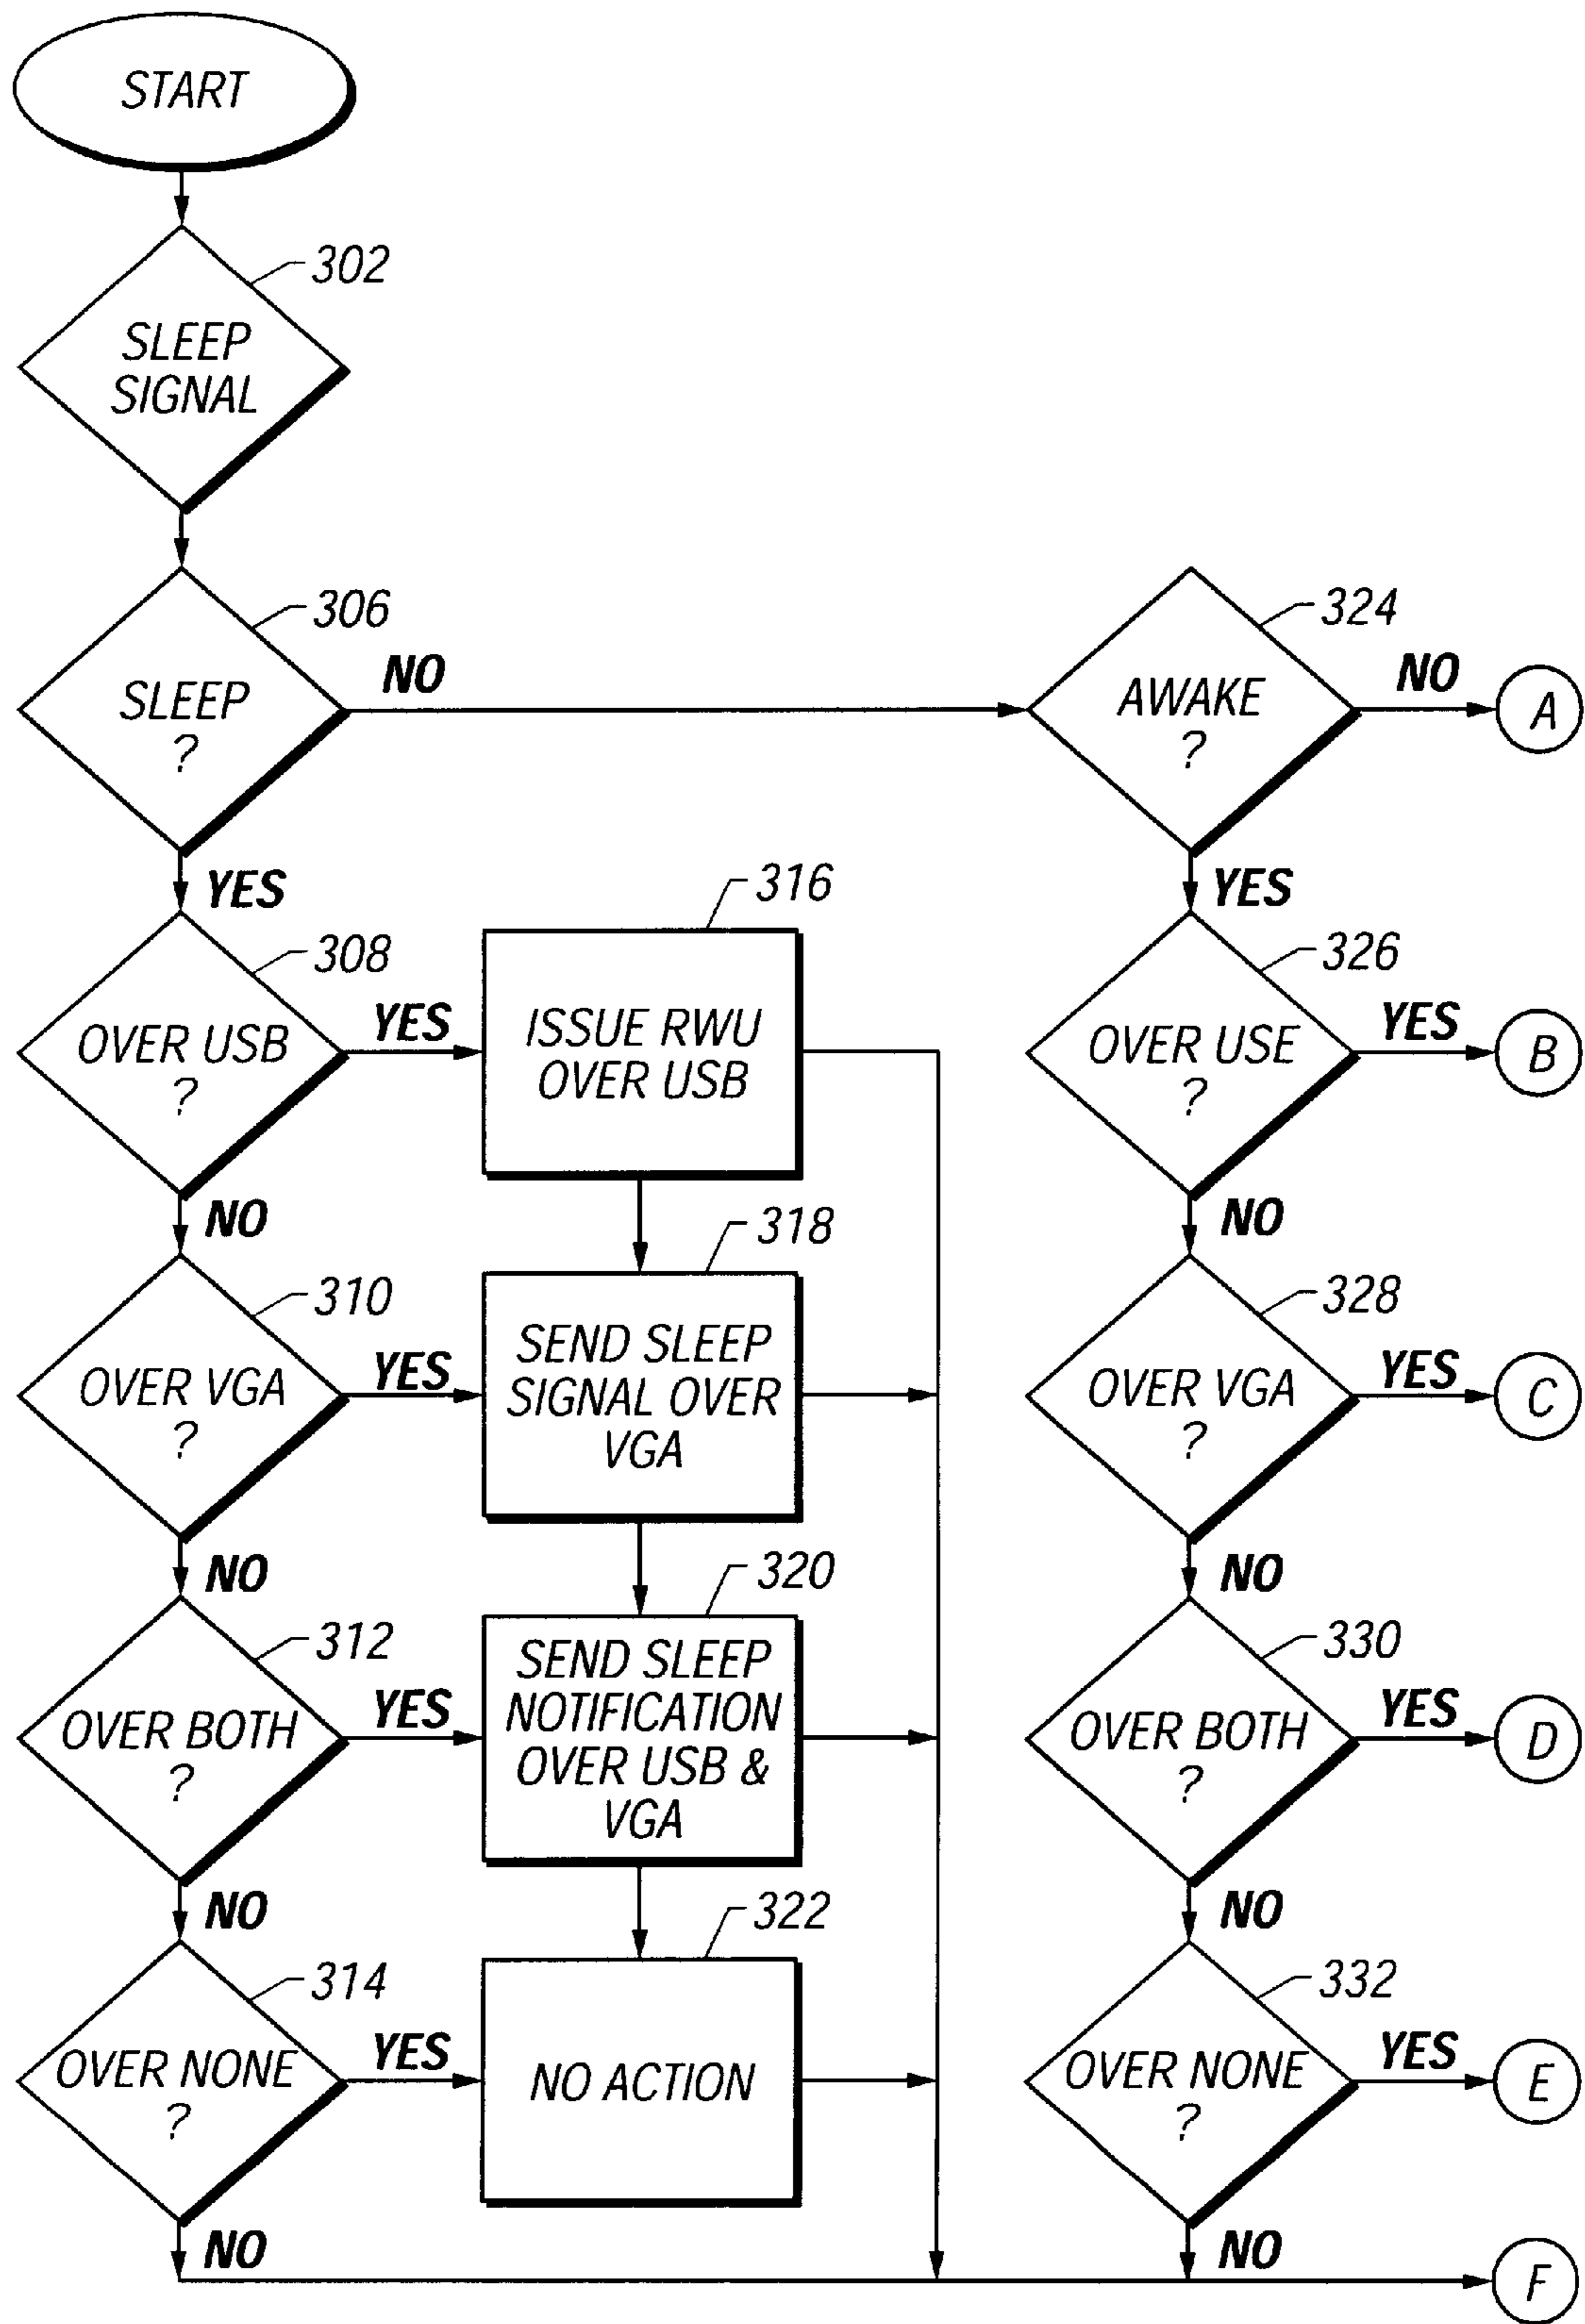 START
302
SLEEP
SIGNAL
306
SLEEP
?
NO
324
AWAKE
?
NO
A
YES
YES
308
OVER USB
?
YES
316
ISSUE RWU
OVER USB
326
OVER USE
?
YES
B
NO
NO
310
OVER VGA
?
YES
318
SEND SLEEP
SIGNAL OVER
VGA
328
OVER VGA
?
YES
C
NO
NO
312
OVER BOTH
?
YES
320
SEND SLEEP
NOTIFICATION
OVER USB &
VGA
330
OVER BOTH
?
YES
D
NO
NO
314
OVER NONE
?
YES
322
NO ACTION
332
OVER NONE
?
YES
E
NO
NO
F